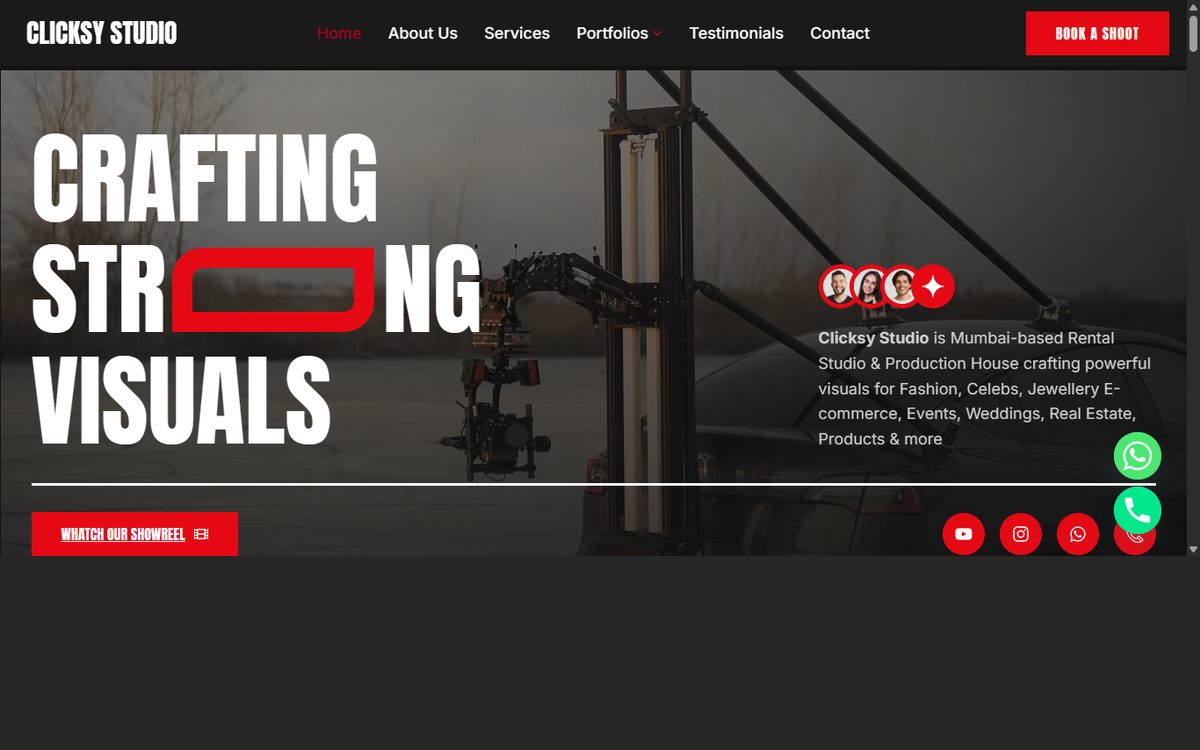 CLICKSY STUDIO
Home
About Us
Services
Portfolios
Testimonials
Contact
BOOK A SHOOT
CRAFTING
STRONG
VISUALS
Clicksy Studio is Mumbai-based Rental
Studio & Production House crafting powerful
visuals for Fashion, Celebs, Jewellery E-
commerce, Events, Weddings, Real Estate,
Products & more
WHATCH OUR SHOWREEL